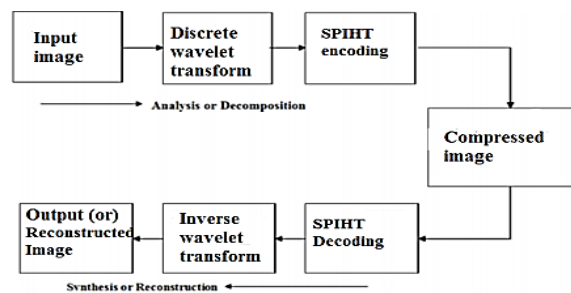 Input
image
Discrete
wavelet
transform
SPIHT
encoding
Analysis or Decomposition
Compressed
image
Output (or)
Reconstructed
Image
Inverse
wavelet
transform
SPIHT
Decoding
Synthesis or Reconstruction